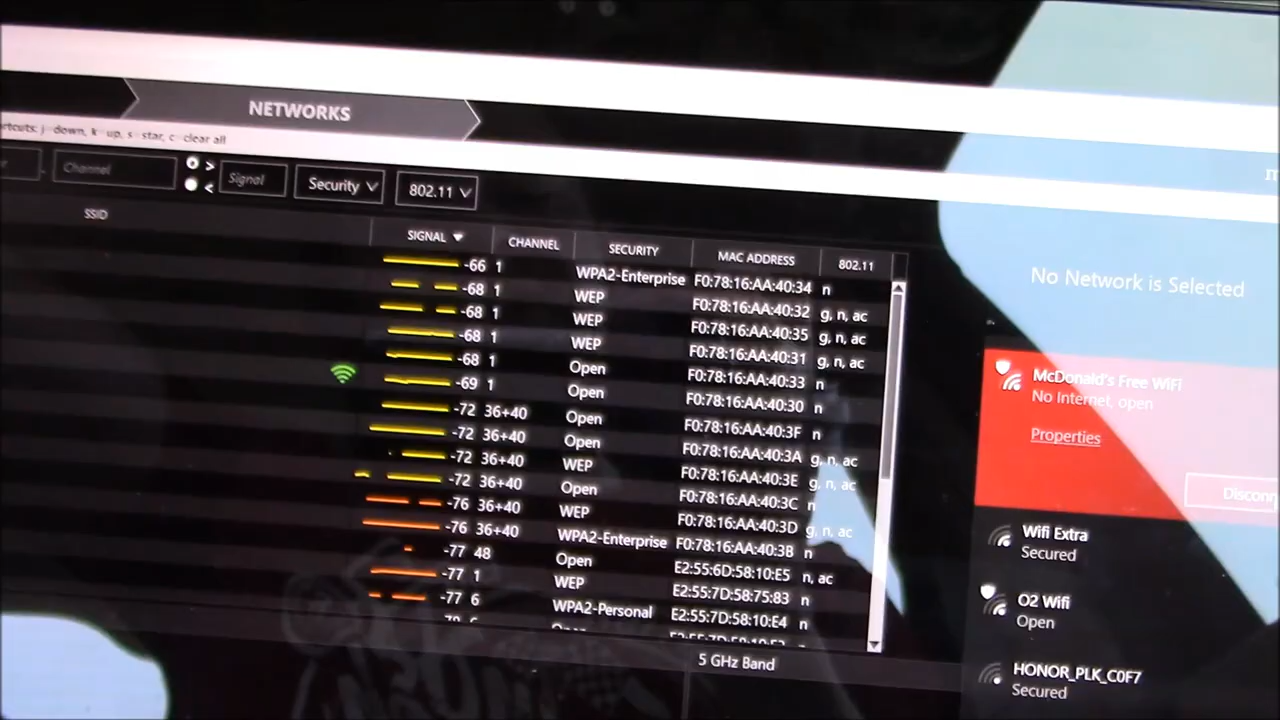 NETWORKS
rtcuts: j down, k up, s star, c clear all
Channel > < Signal Security 802.11
SSID SIGNAL CHANNEL SECURITY MAC ADDRESS 802.11
-66 1 WPA2-Enterprise F0:78:16:AA:40:34 n
-68 1 WEP F0:78:16:AA:40:32 g, n, ac
-68 1 WEP F0:78:16:AA:40:35 g, n, ac
-68 1 WEP F0:78:16:AA:40:31 g, n, ac
-68 1 Open F0:78:16:AA:40:33 n
-69 1 Open F0:78:16:AA:40:30 n
-72 36+40 Open F0:78:16:AA:40:3F n
-72 36+40 Open F0:78:16:AA:40:3A g, n, ac
-72 36+40 WEP F0:78:16:AA:40:3E g, n, ac
-72 36+40 Open F0:78:16:AA:40:3C n
-76 36+40 WEP F0:78:16:AA:40:3D g, n, ac
-76 36+40 WPA2-Enterprise F0:78:16:AA:40:3B n
-77 48 Open E2:55:6D:58:10:E5 n, ac
-77 1 WEP E2:55:7D:58:75:83 n
-77 6 WPA2-Personal E2:55:7D:58:10:E4 n
5 GHz Band
No Network is Selected
McDonald's Free WiFi
No Internet, open
Properties
Disconn
Wifi Extra
Secured
O2 Wifi
Open
HONOR_PLK_C0F7
Secured